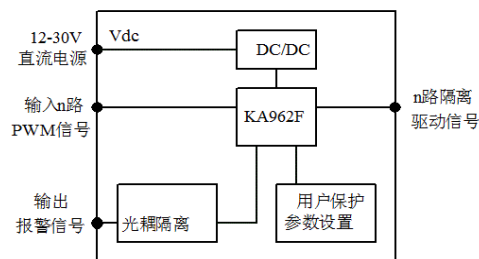 12-30V
直流电源
Vdc
DC/DC
输入n路
PWM信号
KA962F
n路隔离
驱动信号
输出
报警信号
光耦隔离
用户保护
参数设置